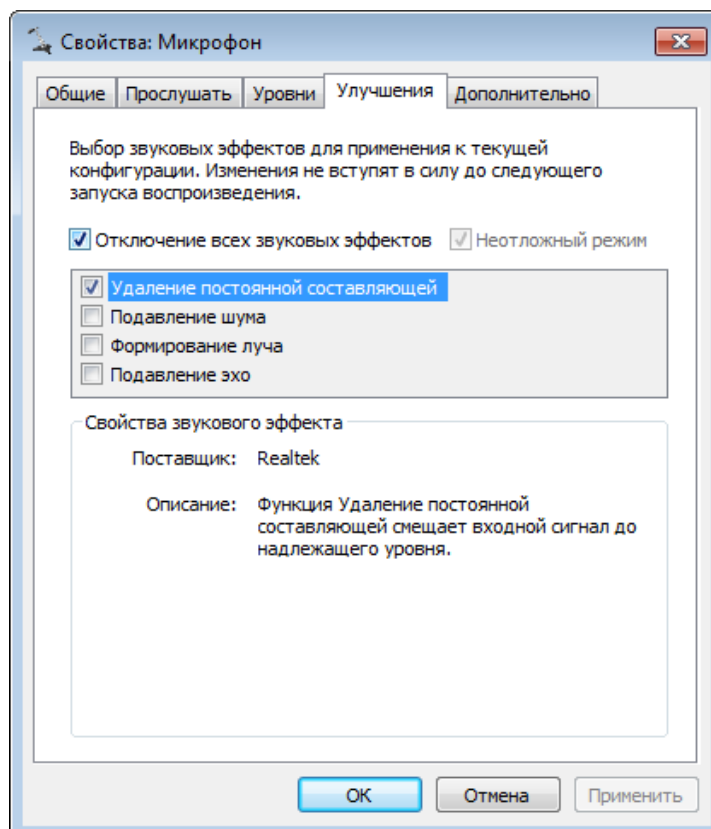 Свойства: Микрофон
Общие Прослушать Уровни Улучшения Дополнительно
Выбор звуковых эффектов для применения к текущей
конфигурации. Изменения не вступят в силу до следующего
запуска воспроизведения.
Отключение всех звуковых эффектов Неотложный режим
Удаление постоянной составляющей
Подавление шума
Формирование луча
Подавление эхо
Свойства звукового эффекта
Поставщик: Realtek
Описание: Функция Удаление постоянной
составляющей смещает входной сигнал до
надлежащего уровня.
ОК Отмена Применить